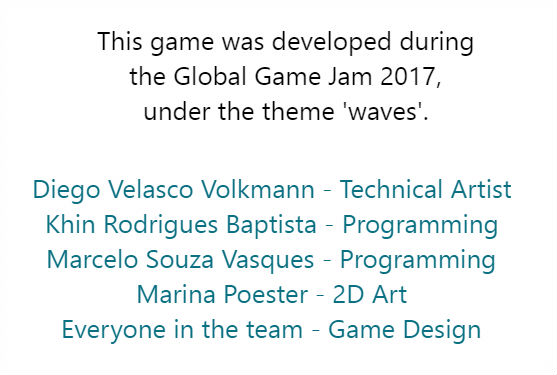 This game was developed during
the Global Game Jam 2017,
under the theme 'waves'.
Diego Velasco Volkmann - Technical Artist
Khin Rodrigues Baptista - Programming
Marcelo Souza Vasques - Programming
Marina Poester - 2D Art
Everyone in the team - Game Design